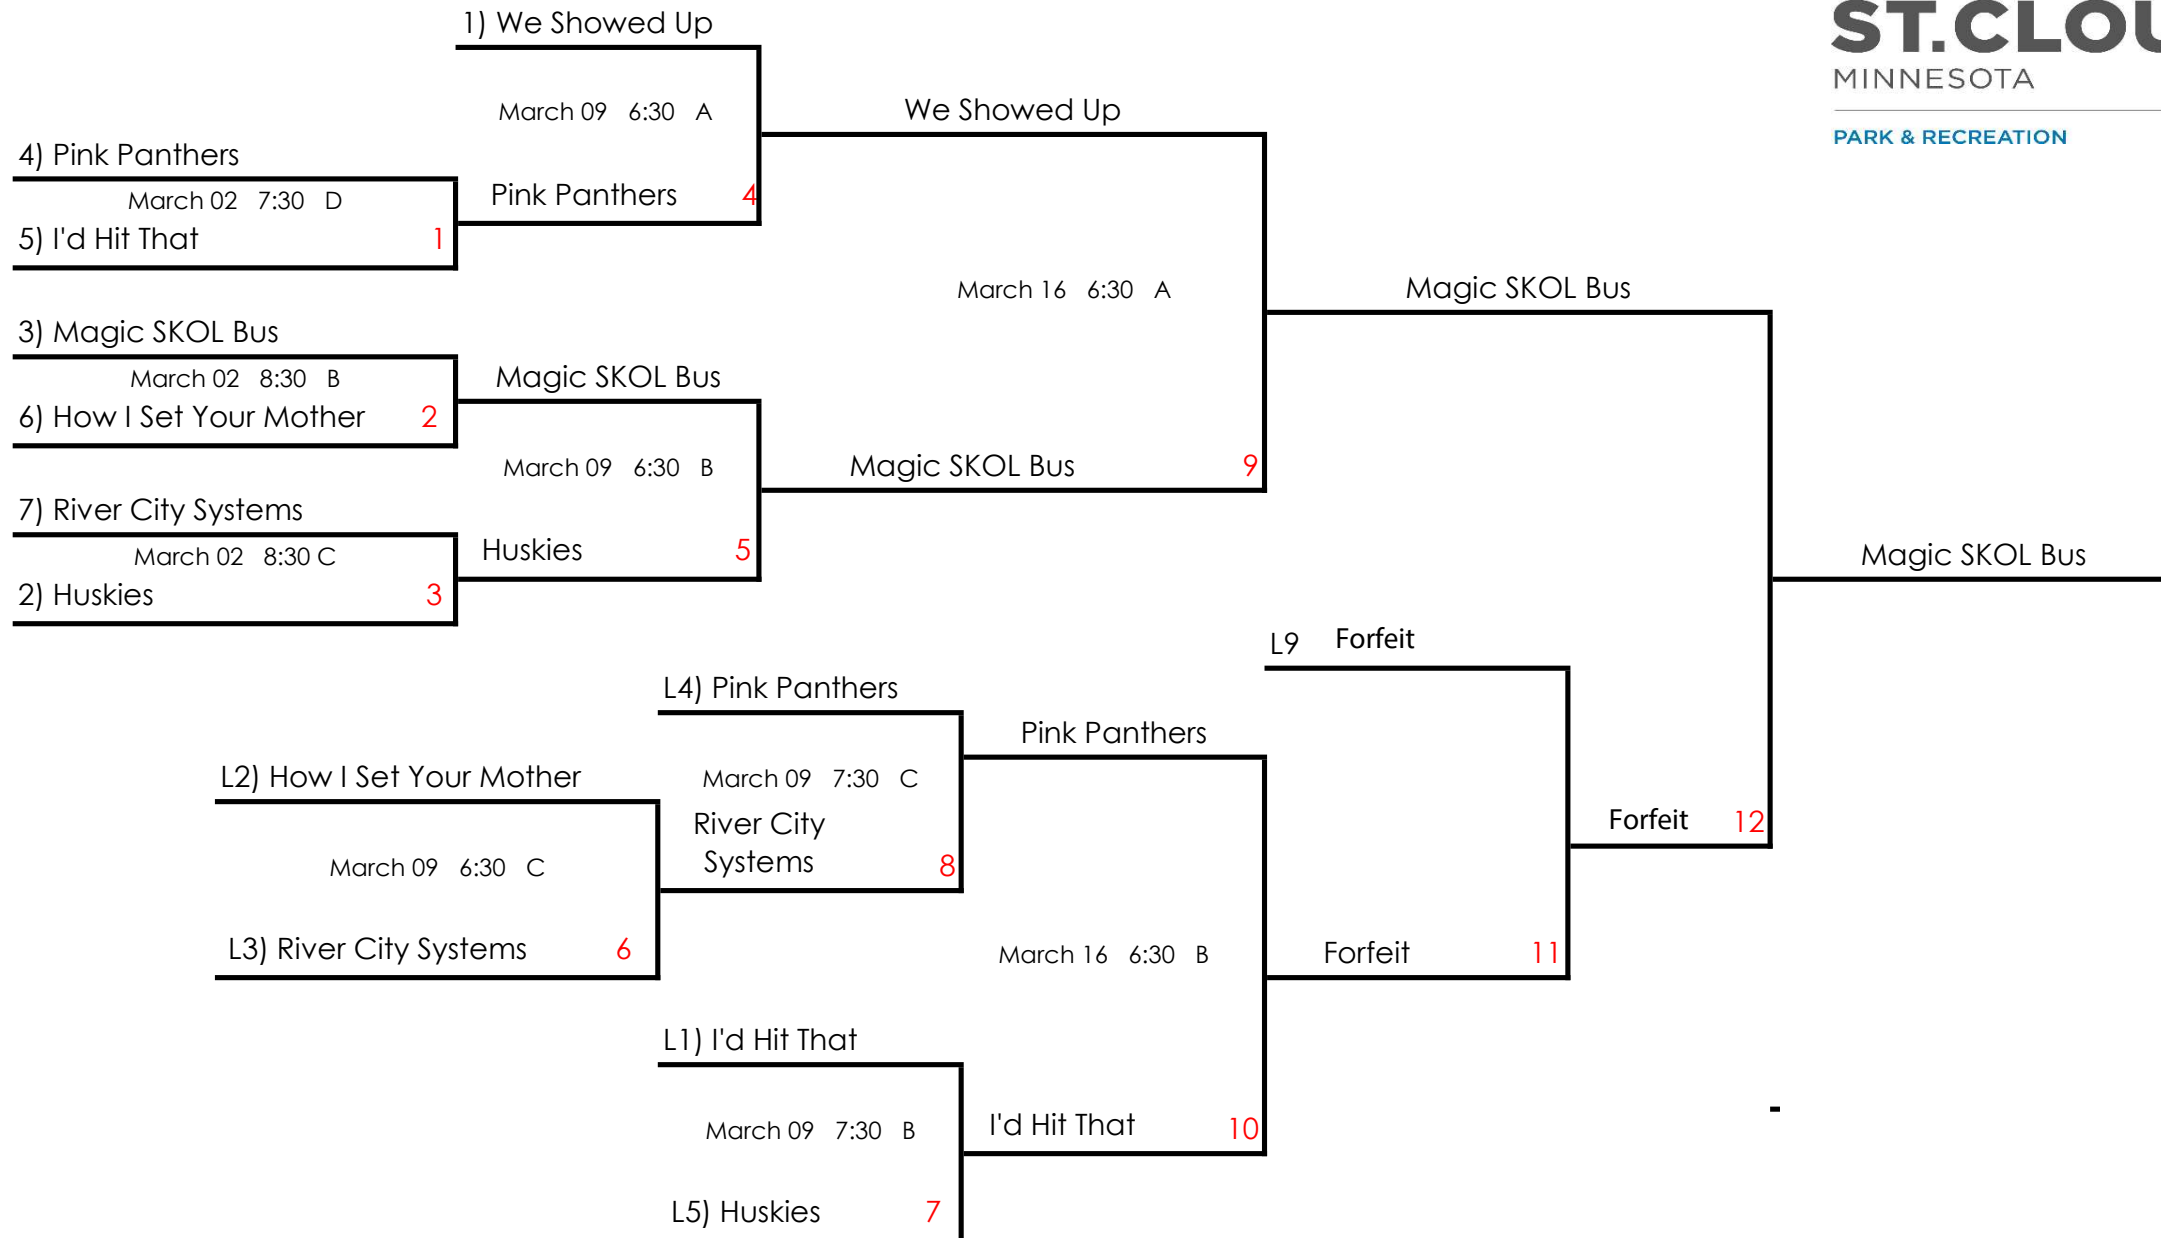 1) We Showed Up
ST.CLOU
MINNESOTA
PARK & RECREATION
March 09 6:30 A
We Showed Up
4) Pink Panthers
March 02 7:30 D
Pink Panthers 4
5) I'd Hit That 1
March 16 6:30 A
Magic SKOL Bus
3) Magic SKOL Bus
March 02 8:30 B
Magic SKOL Bus
6) How I Set Your Mother 2
March 09 6:30 B
Magic SKOL Bus 9
7) River City Systems
March 02 8:30 C
Huskies 5
2) Huskies 3
Magic SKOL Bus
L9 Forfeit
L4) Pink Panthers
Pink Panthers
L2) How I Set Your Mother
March 09 7:30 C
River City
Systems 8
Forfeit 12
March 09 6:30 C
L3) River City Systems 6
March 16 6:30 B
Forfeit 11
L1) I'd Hit That
March 09 7:30 B
I'd Hit That 10
L5) Huskies 7
-